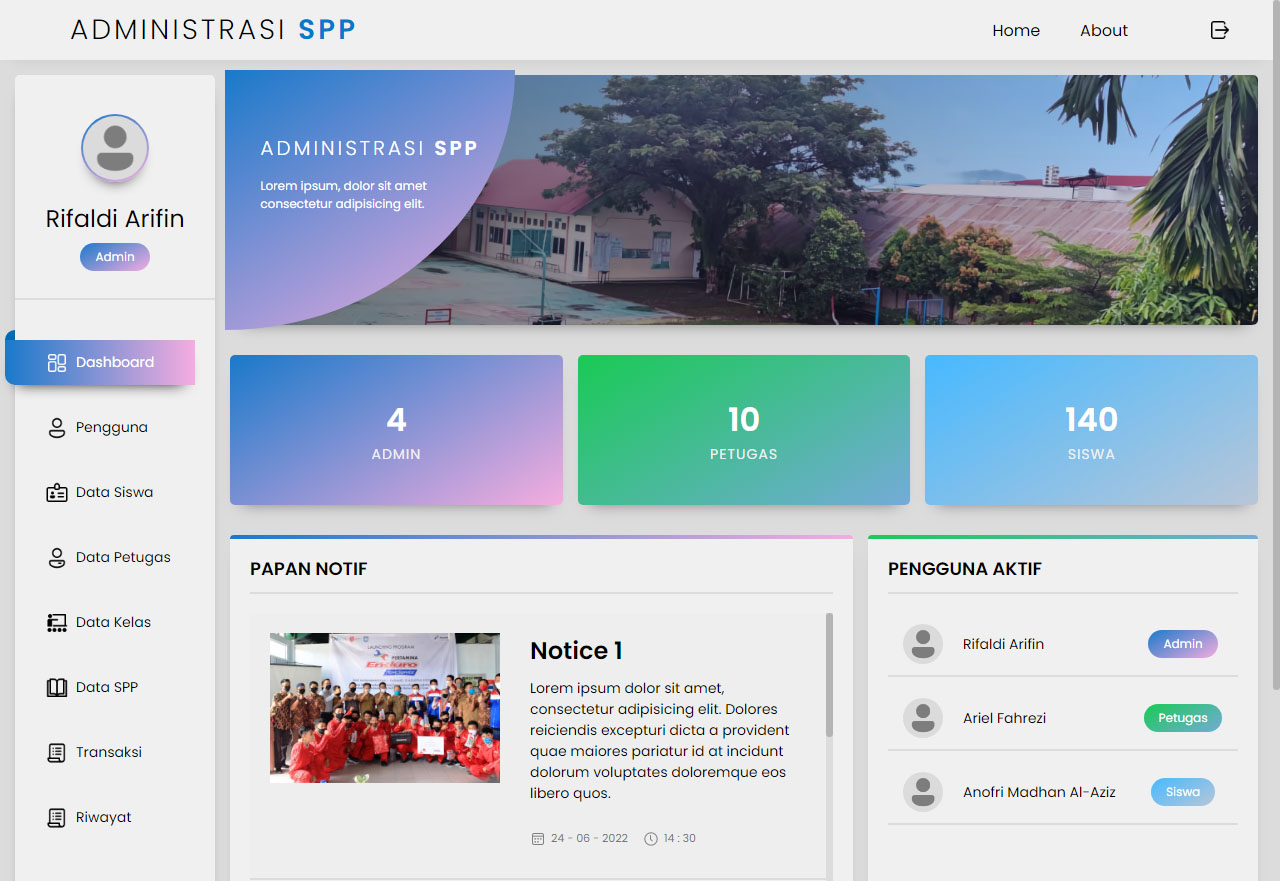 ADMINISTRASI SPP
Home
About
Rifaldi Arifin
Admin
Dashboard
Pengguna
Data Siswa
Data Petugas
Data Kelas
Data SPP
Transaksi
Riwayat
ADMINISTRASI SPP
Lorem ipsum, dolor sit amet
consectetur adipisicing elit.
4
ADMIN
10
PETUGAS
140
SISWA
PAPAN NOTIF
LAUNCHING PROGRAM
PERTAMINA
Enduro
Notice 1
Lorem ipsum dolor sit amet,
consectetur adipisicing elit. Dolores
reiciendis excepturi dicta a provident
quae maiores pariatur id at incidunt
dolorum voluptates doloremque eos
libero quos.
24 - 06 - 2022
14 : 30
PENGGUNA AKTIF
Rifaldi Arifin
Admin
Ariel Fahrezi
Petugas
Anofri Madhan Al-Aziz
Siswa